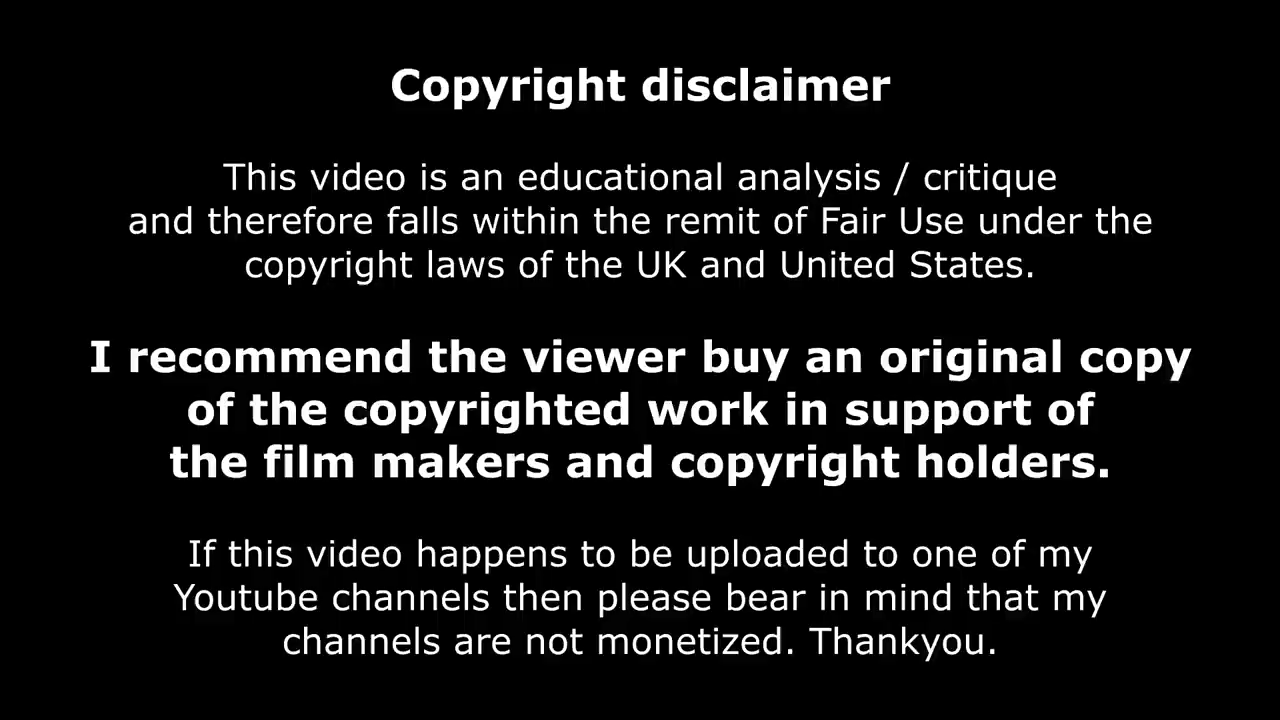 Copyright disclaimer
This video is an educational analysis / critique
and therefore falls within the remit of Fair Use under the
copyright laws of the UK and United States.
I recommend the viewer buy an original copy
of the copyrighted work in support of
the film makers and copyright holders.
If this video happens to be uploaded to one of my
Youtube channels then please bear in mind that my
channels are not monetized. Thankyou.